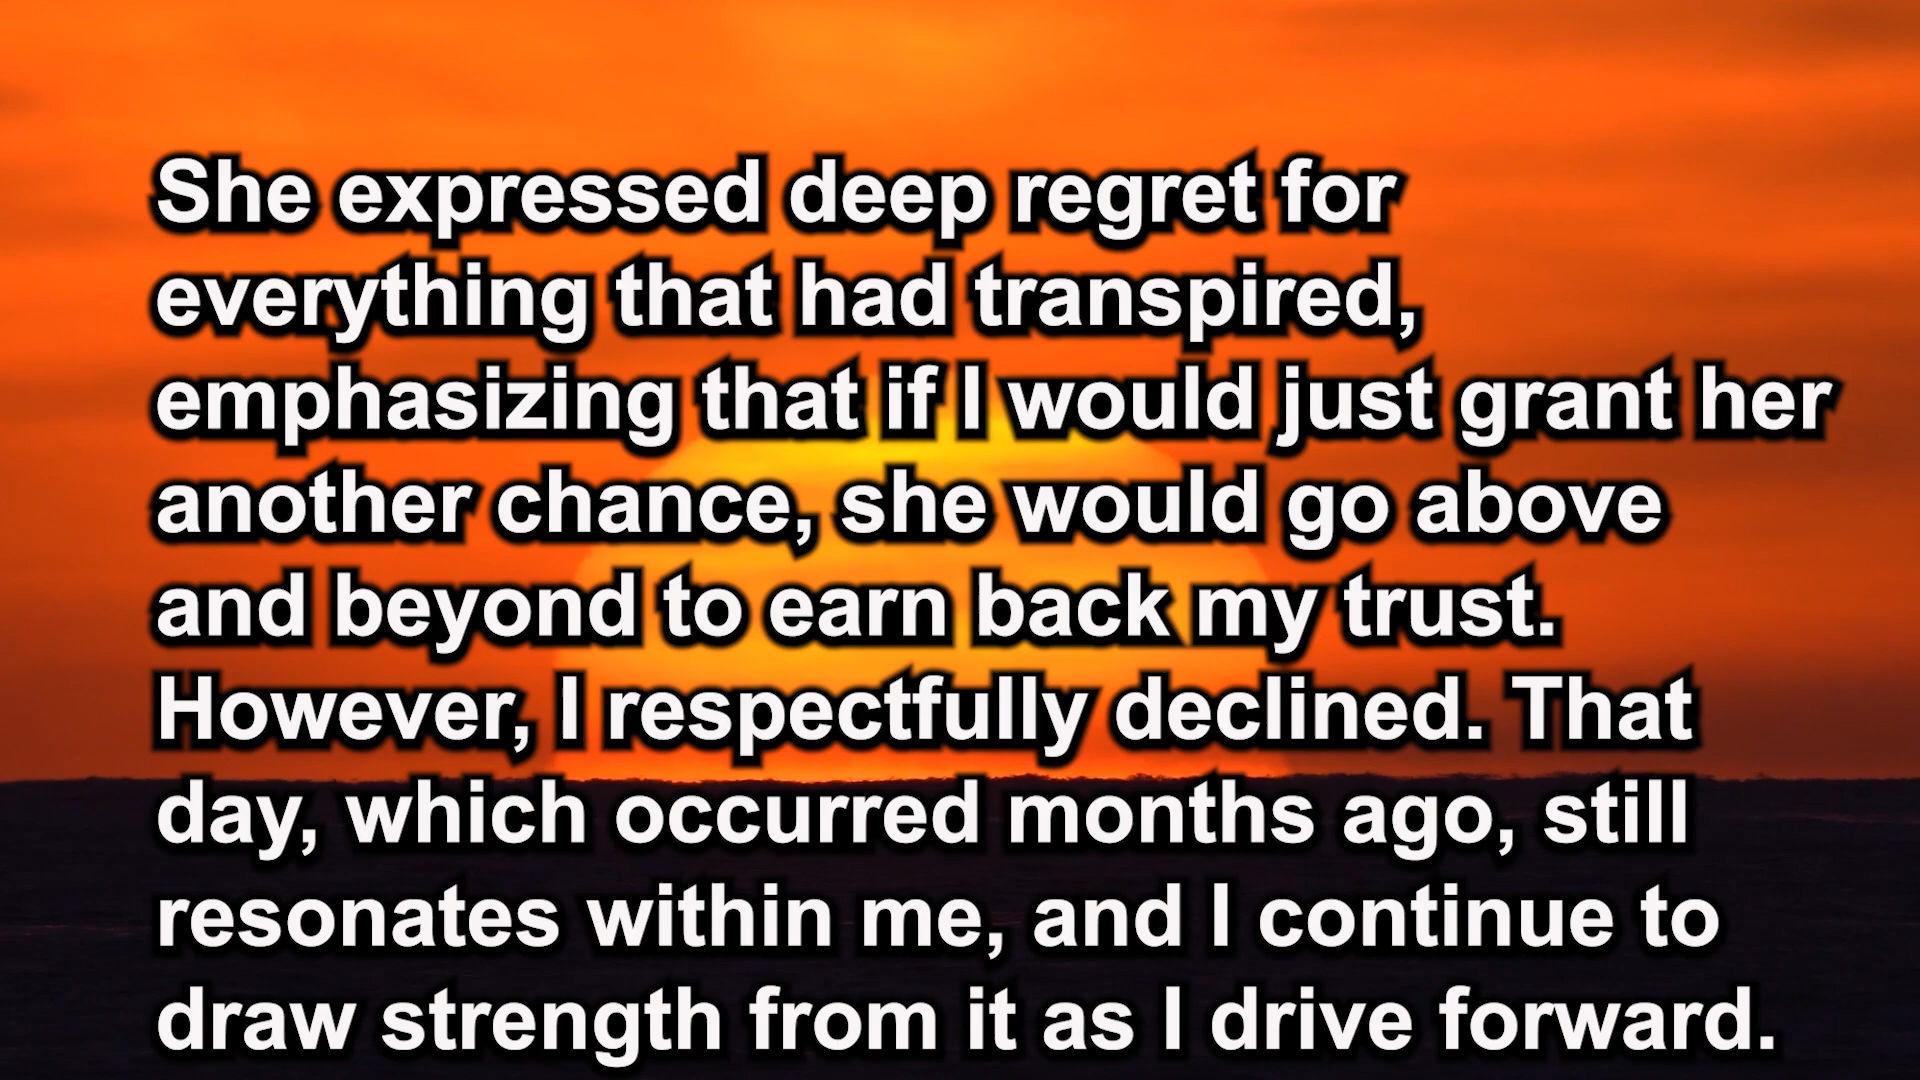 She expressed deep regret for
everything that had transpired,
emphasizing that if I would just grant her
another chance, she would go above
and beyond to earn back my trust.
However, I respectfully declined. That
day, which occurred months ago, still
resonates within me, and I continue to
draw strength from it as I drive forward.